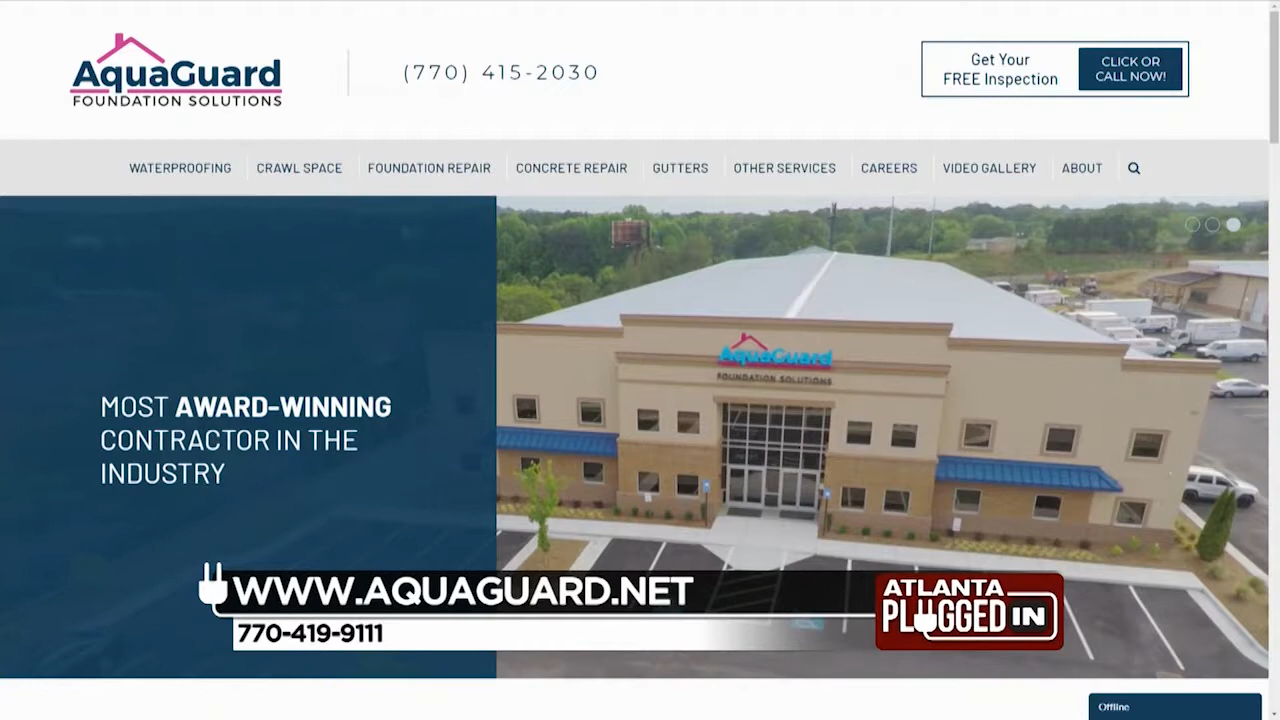 AquaGuard
FOUNDATION SOLUTIONS
(770) 415-2030
Get Your
FREE Inspection
CLICK OR
CALL NOW!
WATERPROOFING
CRAWL SPACE
FOUNDATION REPAIR
CONCRETE REPAIR
GUTTERS
OTHER SERVICES
CAREERS
VIDEO GALLERY
ABOUT
MOST AWARD-WINNING
CONTRACTOR IN THE
INDUSTRY
AquaGuard
FOUNDATION SOLUTIONS
WWW.AQUAGUARD.NET
770-419-9111
ATLANTA
PLUGGED IN
Offline